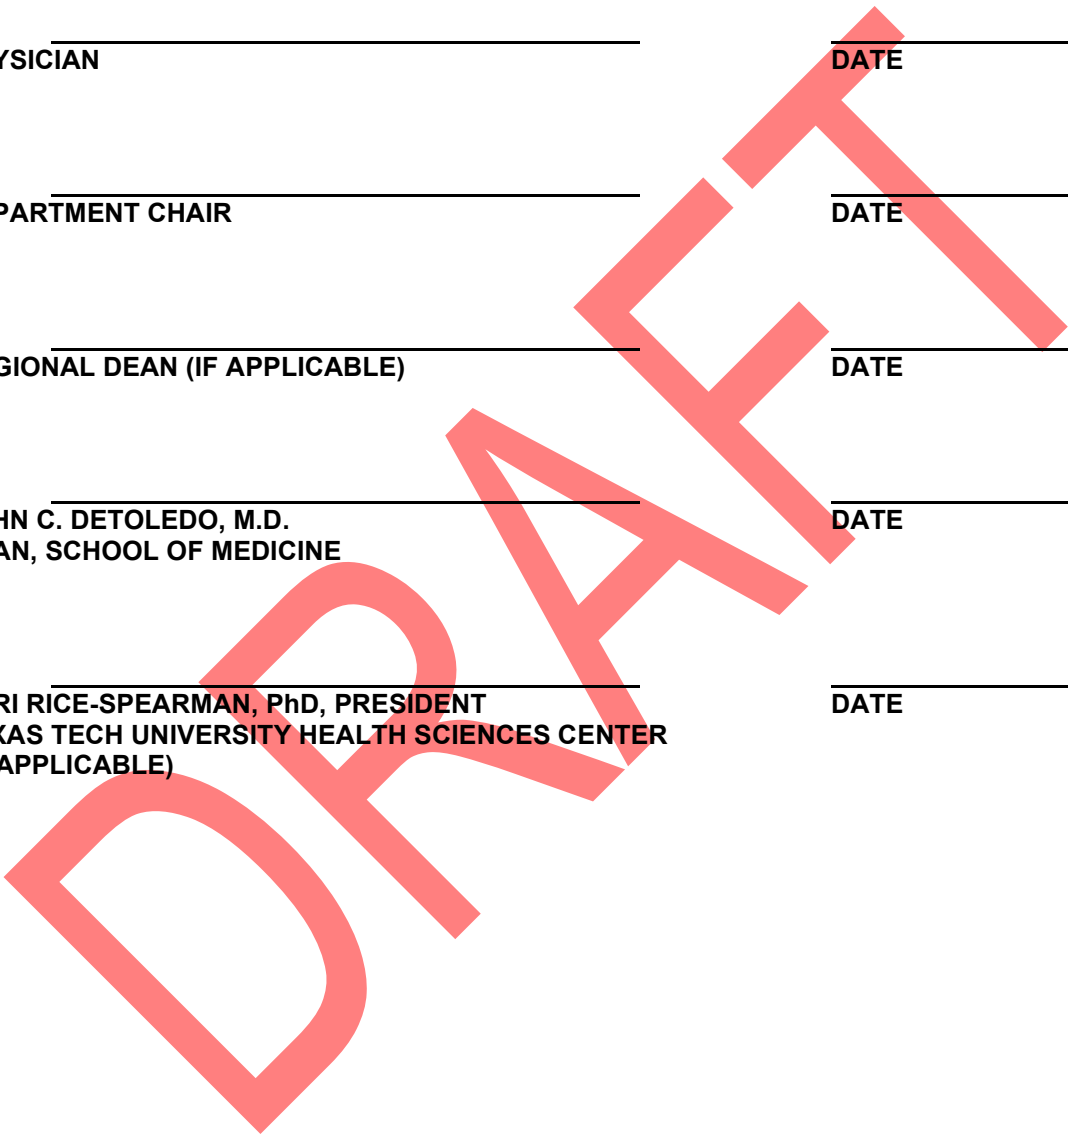 YSICIAN DATE
PARTMENT CHAIR DATE
GIONAL DEAN (IF APPLICABLE) DATE
HN C. DETOLEDO, M.D. DATE
AN, SCHOOL OF MEDICINE
RI RICE-SPEARMAN, PhD, PRESIDENT DATE
XAS TECH UNIVERSITY HEALTH SCIENCES CENTER
APPLICABLE)
DRAFT